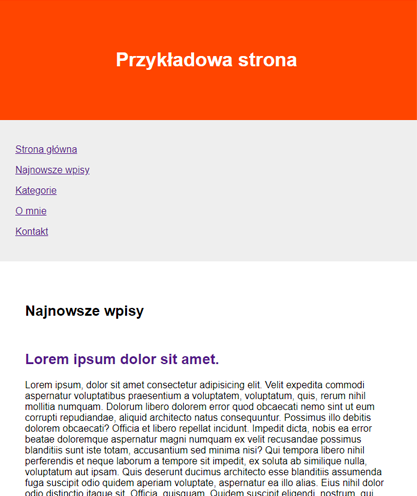 Przykładowa strona
Strona główna
Najnowsze wpisy
Kategorie
O mnie
Kontakt
Najnowsze wpisy
Lorem ipsum dolor sit amet.
Lorem ipsum, dolor sit amet consectetur adipisicing elit. Velit expedita commodi
aspernatur voluptatibus praesentium a voluptatem, voluptatum, quis, rerum nihil
mollitia numquam. Dolorum libero dolorem error quod obcaecati nemo sint ut eum
corrupti repudiandae, aliquid architecto natus consequuntur. Possimus illo debitis
dolorem obcaecati? Officia et libero repellat incidunt. Impedit dicta, nobis ea error
beatae doloremque aspernatur magni numquam ex velit recusandae possimus
blanditiis sunt iste totam, accusantium sed minima nisi? Qui tempora libero nihil
perferendis et neque laborum a tempore sit impedit, ex soluta ab similique nulla,
voluptatum aut ipsam. Quis deserunt ducimus architecto esse blanditiis assumenda
fuga suscipit odio quidem aperiam voluptate, aspernatur ea illo alias. Eius nihil dolor
odio distinctio itaque sit. Officia, quisquam. Quidem suscipit eligendi, nostrum, qui